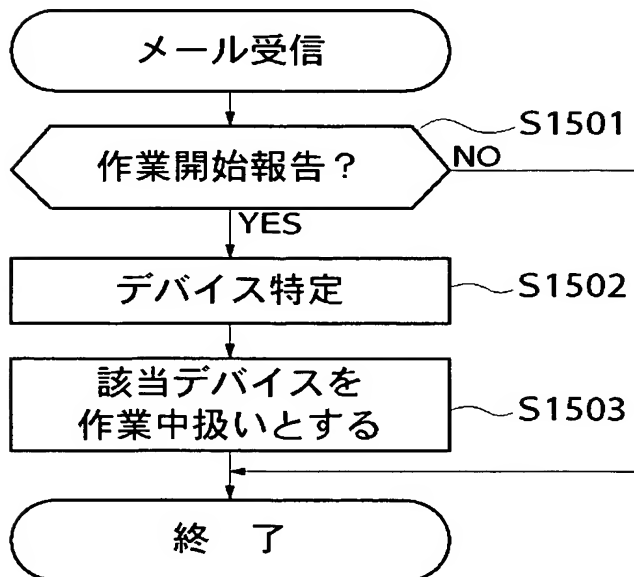 メール受信
S1501
作業開始報告？
NO
YES
デバイス特定
S1502
該当デバイスを
作業中扱いとする
S1503
終 了